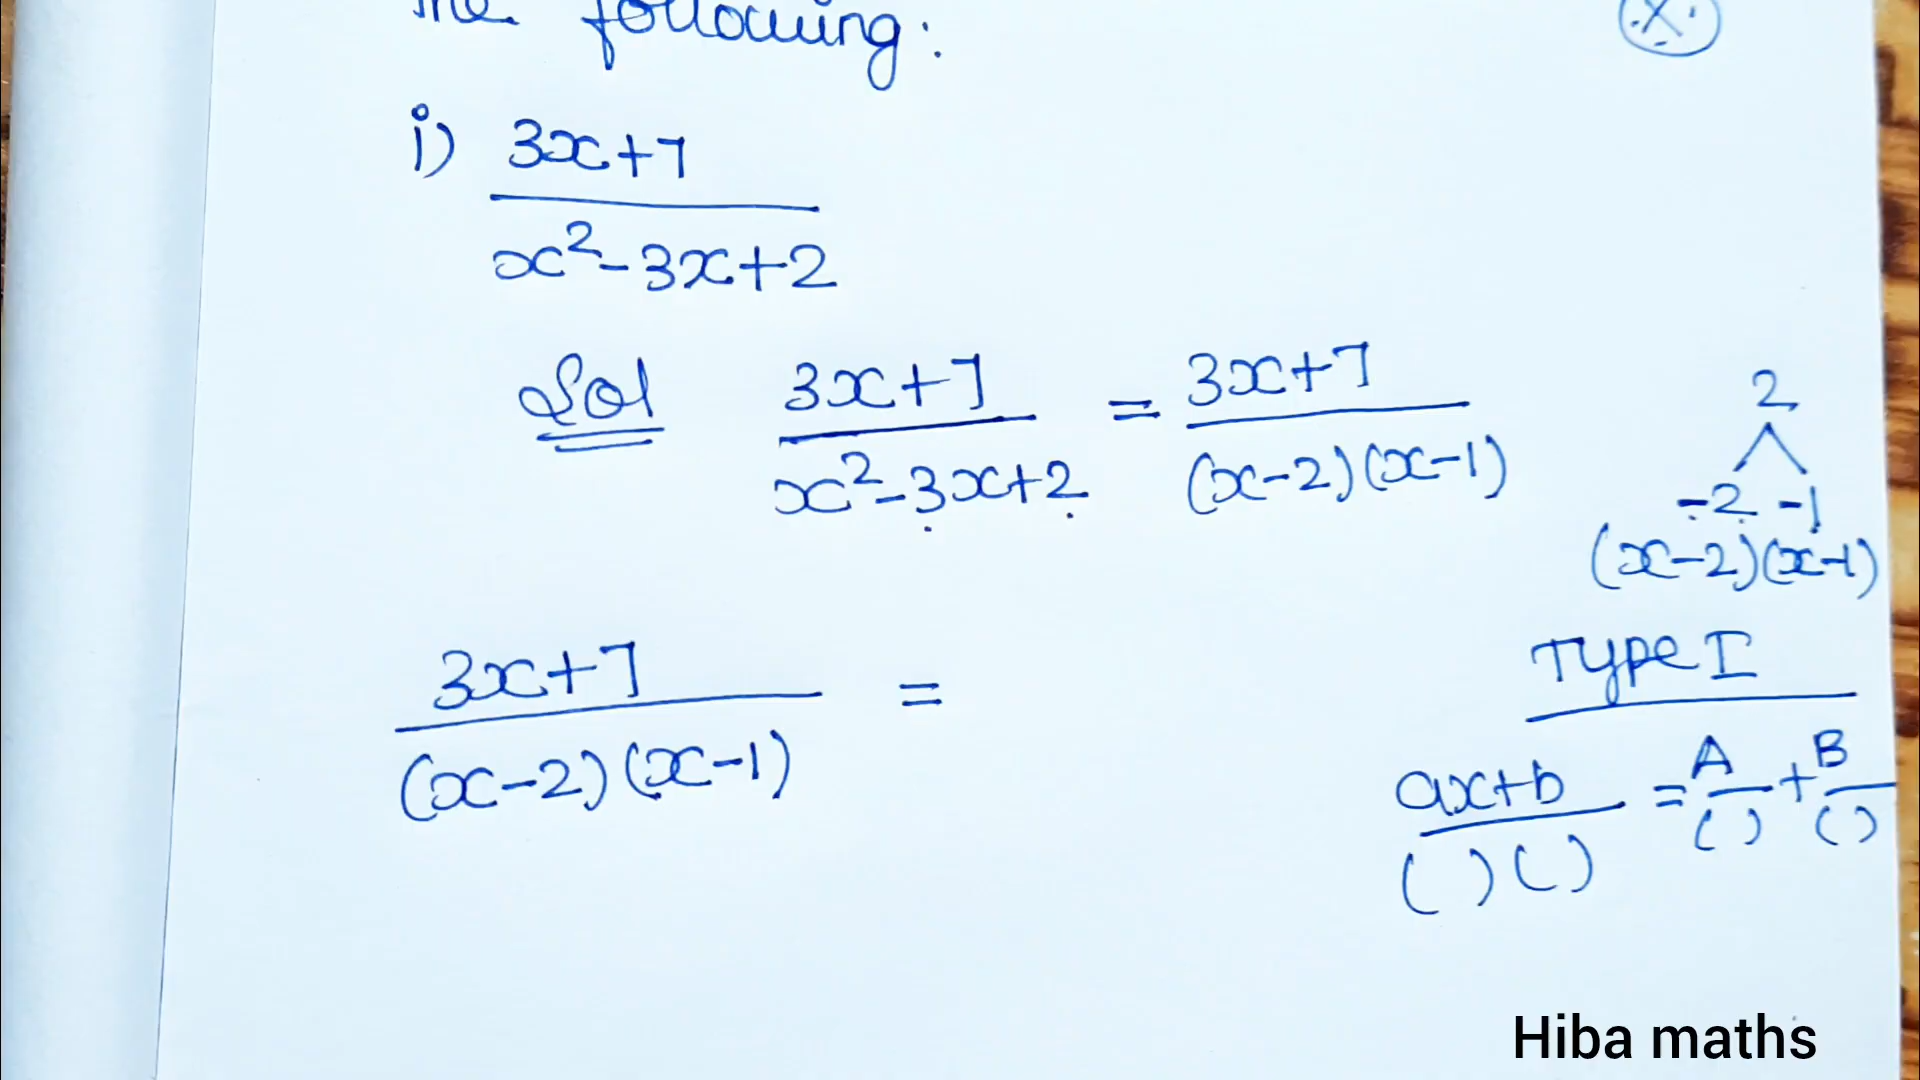 the following:
X
i) 3x+7
x²-3x+2
Sol 3x+7 = 3x+7
x²-3x+2 (x-2)(x-1)
2
-2 -1
(x-2)(x-1)
3x+7 =
(x-2)(x-1)
Type I
ax+b = A + B
( )( ) ( ) ( )
Hiba maths